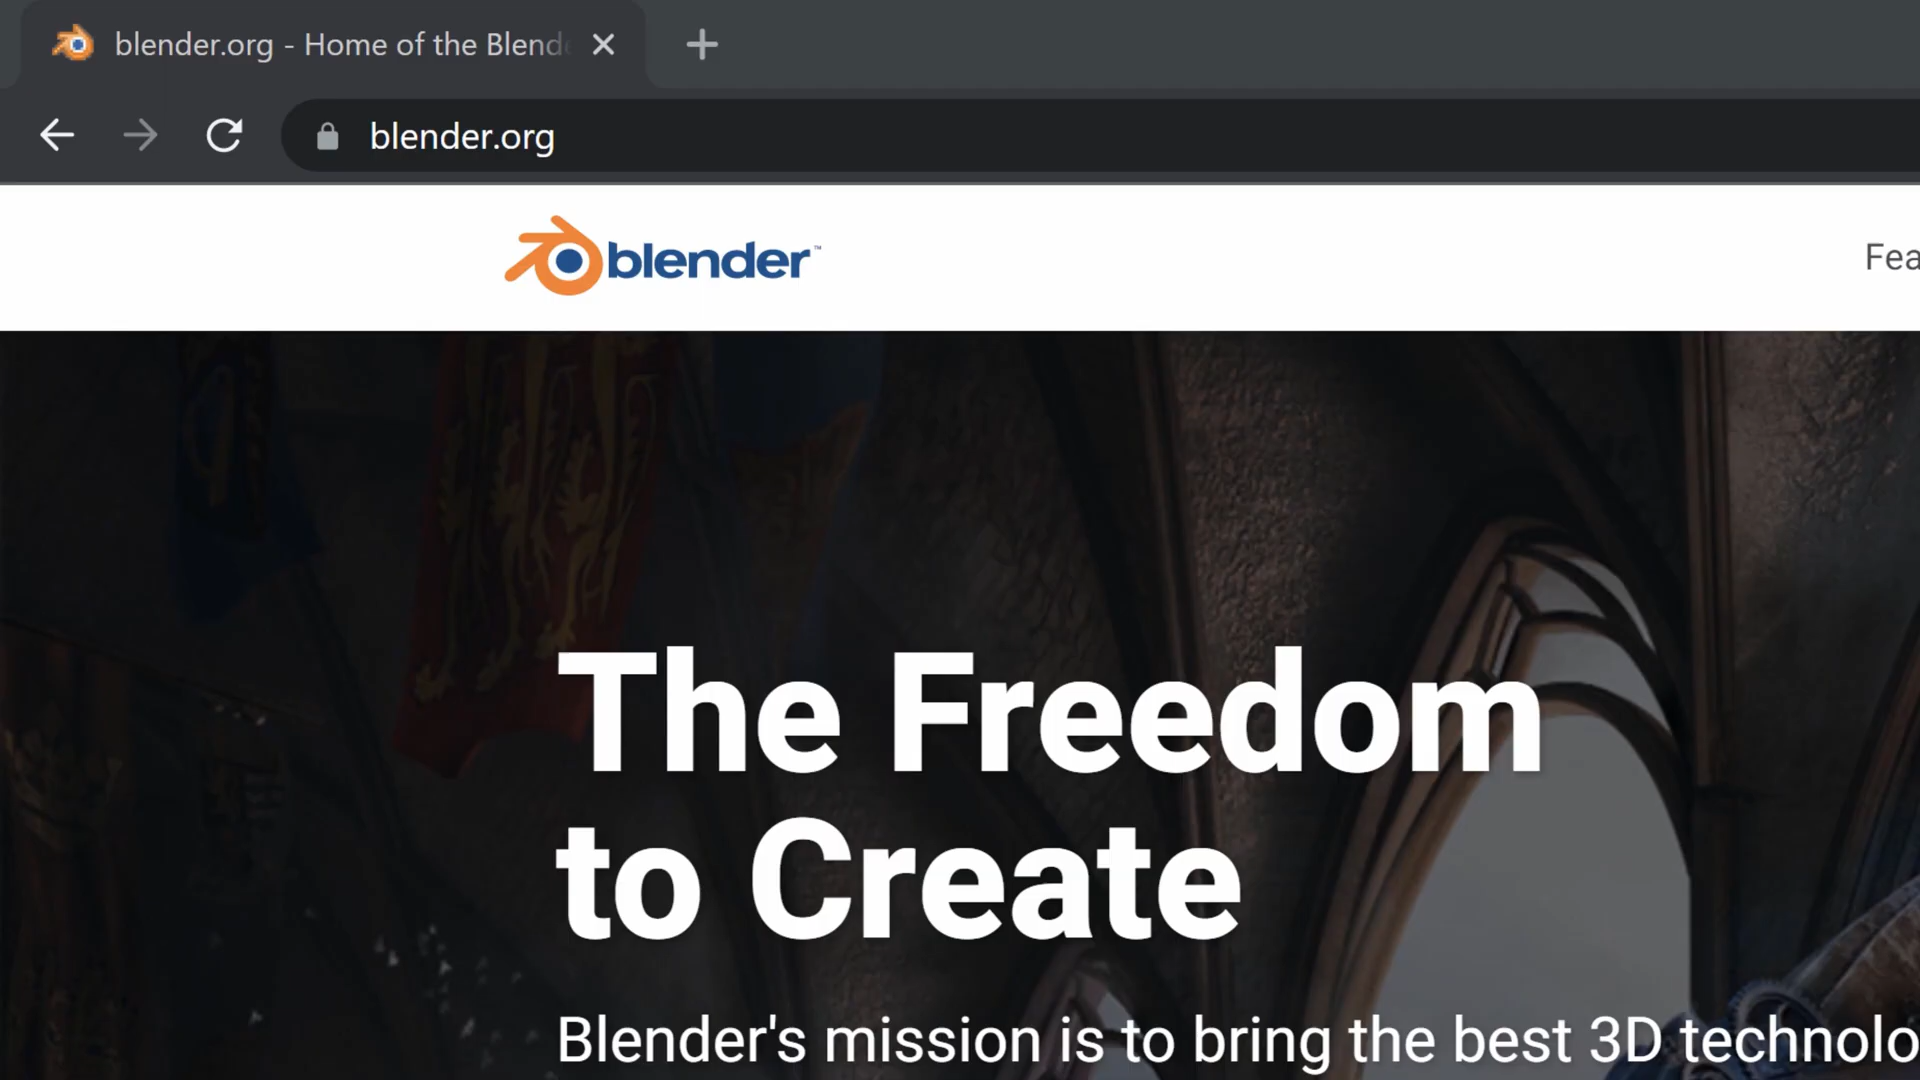 blender.org - Home of the Blend
blender.org
blender™
Fea
The Freedom
to Create
Blender's mission is to bring the best 3D technolo